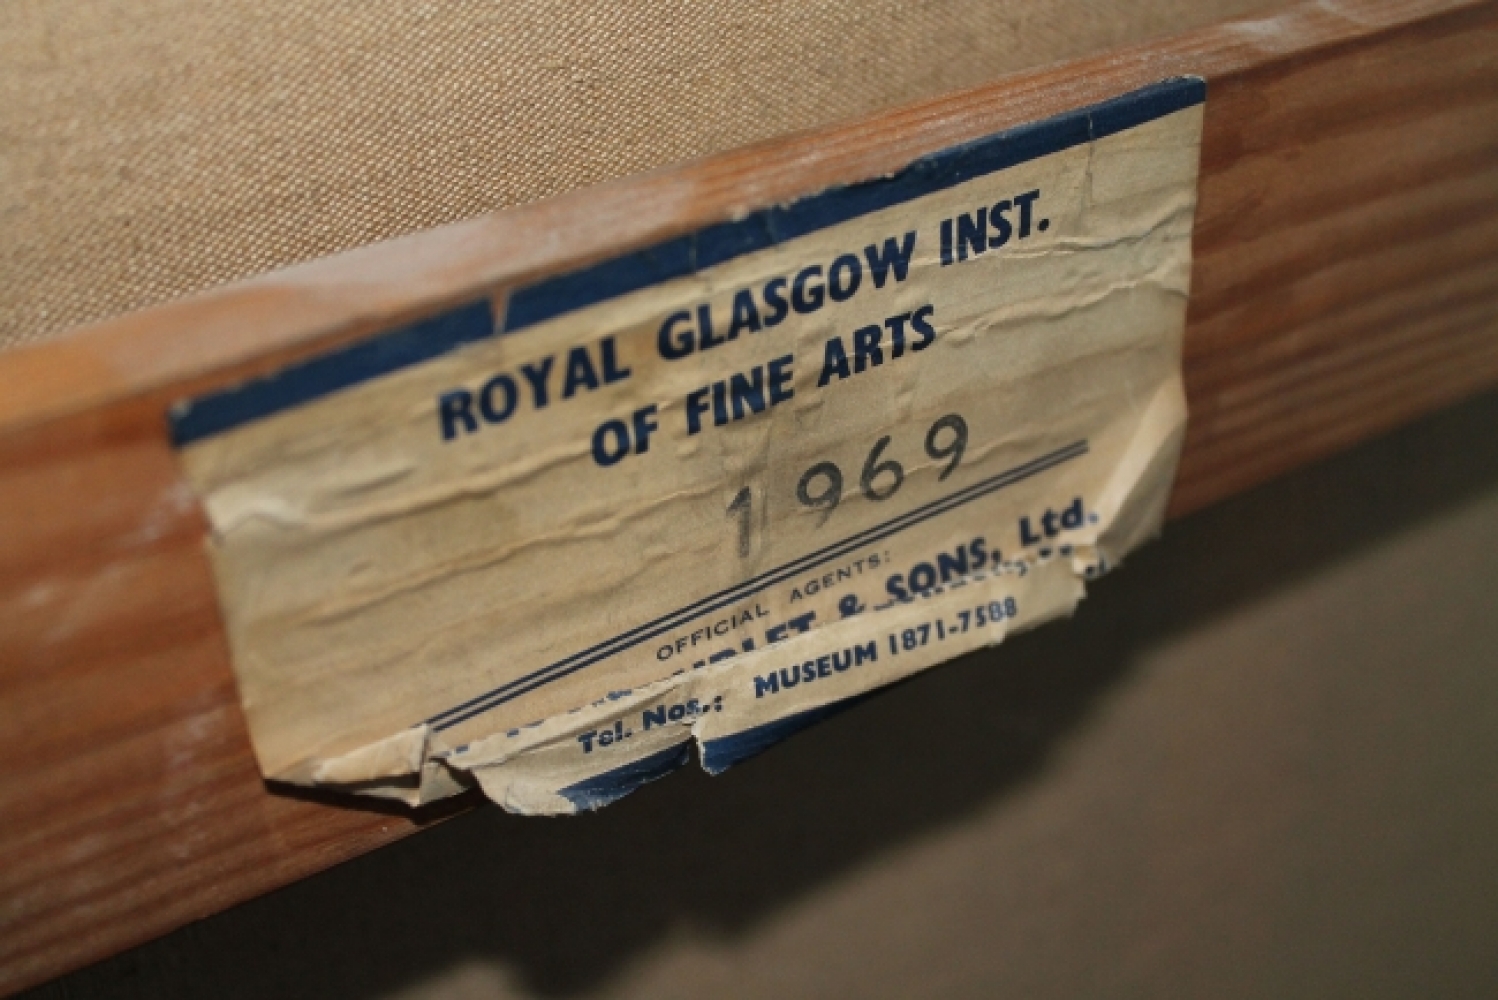 ROYAL GLASGOW INST.
OF FINE ARTS
1969
OFFICIAL AGENTS:
& SONS, Ltd.
Tel. Nos.: MUSEUM 1871-7588